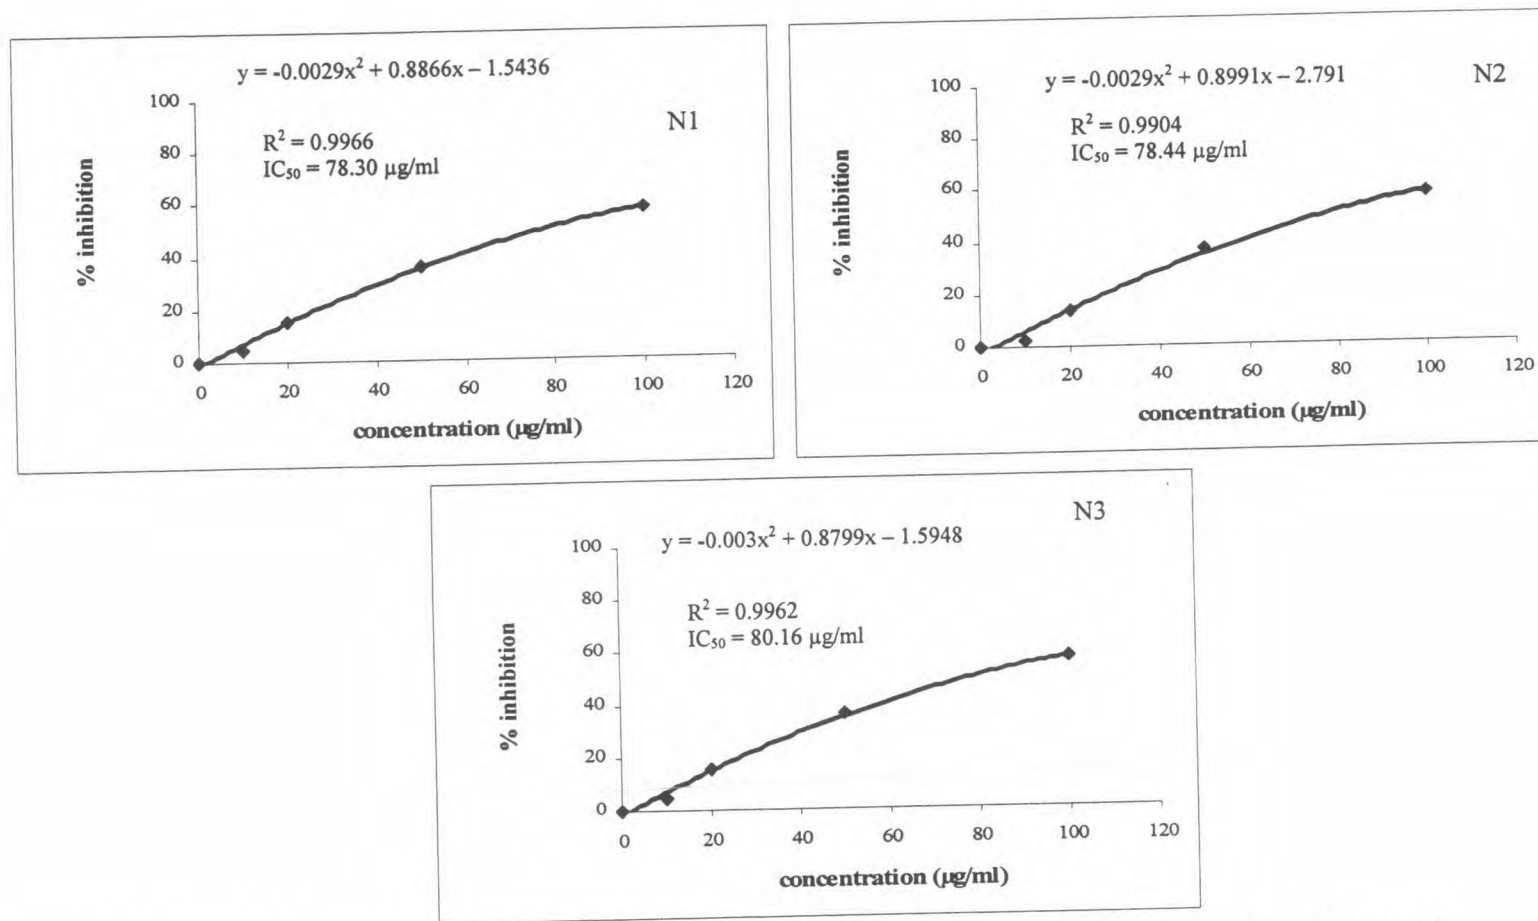 y = -0.0029x² + 0.8866x – 1.5436
N1
R² = 0.9966
IC₅₀ = 78.30 µg/ml
100
80
60
40
20
0
% inhibition
0 20 40 60 80 100 120
concentration (µg/ml)
y = -0.0029x² + 0.8991x – 2.791
N2
R² = 0.9904
IC₅₀ = 78.44 µg/ml
100
80
60
40
20
0
% inhibition
0 20 40 60 80 100 120
concentration (µg/ml)
N3
y = -0.003x² + 0.8799x – 1.5948
R² = 0.9962
IC₅₀ = 80.16 µg/ml
100
80
60
40
20
0
% inhibition
0 20 40 60 80 100 120
concentration (µg/ml)